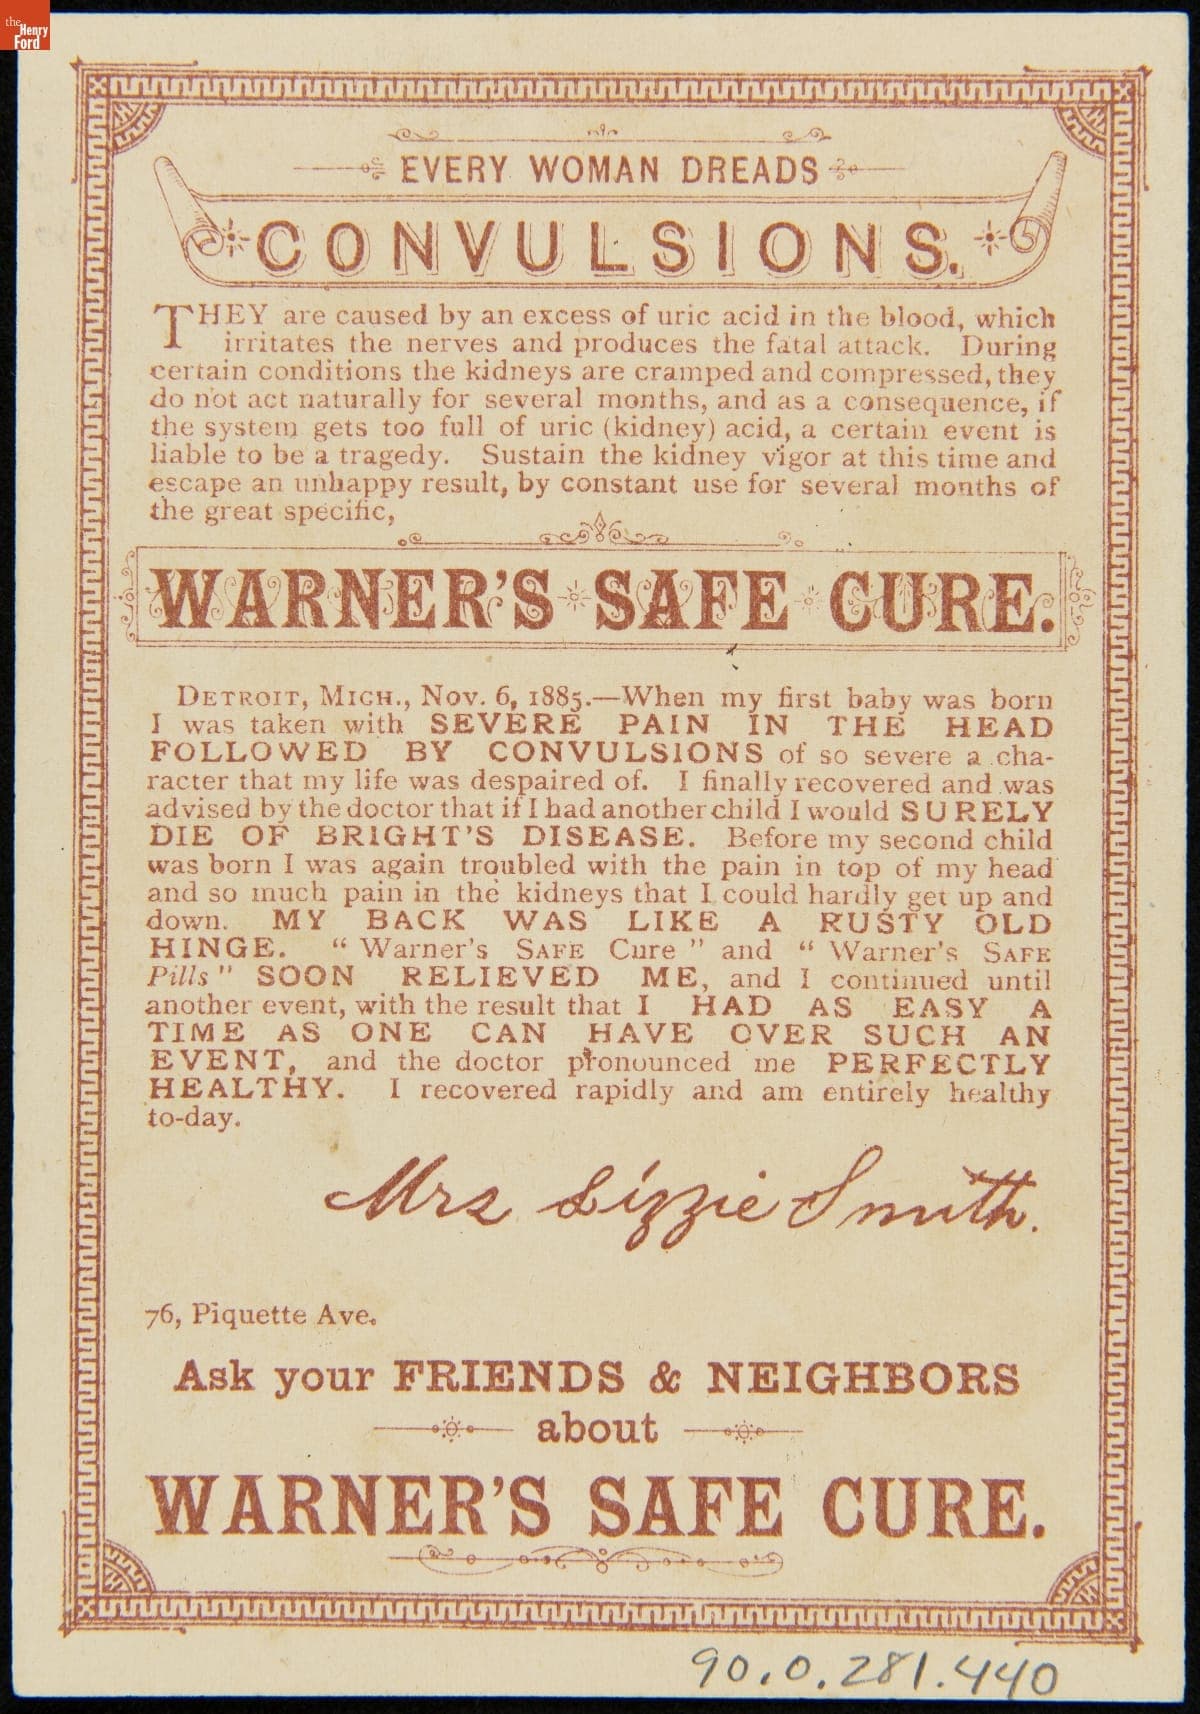 the
Henry
Ford
EVERY WOMAN DREADS
CONVULSIONS.
THEY are caused by an excess of uric acid in the blood, which
irritates the nerves and produces the fatal attack. During
certain conditions the kidneys are cramped and compressed, they
do not act naturally for several months, and as a consequence, if
the system gets too full of uric (kidney) acid, a certain event is
liable to be a tragedy. Sustain the kidney vigor at this time and
escape an unhappy result, by constant use for several months of
the great specific,
WARNER'S SAFE CURE.
DETROIT, MICH., NOV. 6, 1885.—When my first baby was born
I was taken with SEVERE PAIN IN THE HEAD
FOLLOWED BY CONVULSIONS of so severe a cha-
racter that my life was despaired of. I finally recovered and was
advised by the doctor that if I had another child I would SURELY
DIE OF BRIGHT'S DISEASE. Before my second child
was born I was again troubled with the pain in top of my head
and so much pain in the kidneys that I could hardly get up and
down. MY BACK WAS LIKE A RUSTY OLD
HINGE. "Warner's SAFE Cure" and "Warner's SAFE
Pills" SOON RELIEVED ME, and I continued until
another event, with the result that I HAD AS EASY A
TIME AS ONE CAN HAVE OVER SUCH AN
EVENT, and the doctor pronounced me PERFECTLY
HEALTHY. I recovered rapidly and am entirely healthy
to-day.
Mrs Lizzie Smith.
76, Piquette Ave.
Ask your FRIENDS & NEIGHBORS
about
WARNER'S SAFE CURE.
90.0.281.440